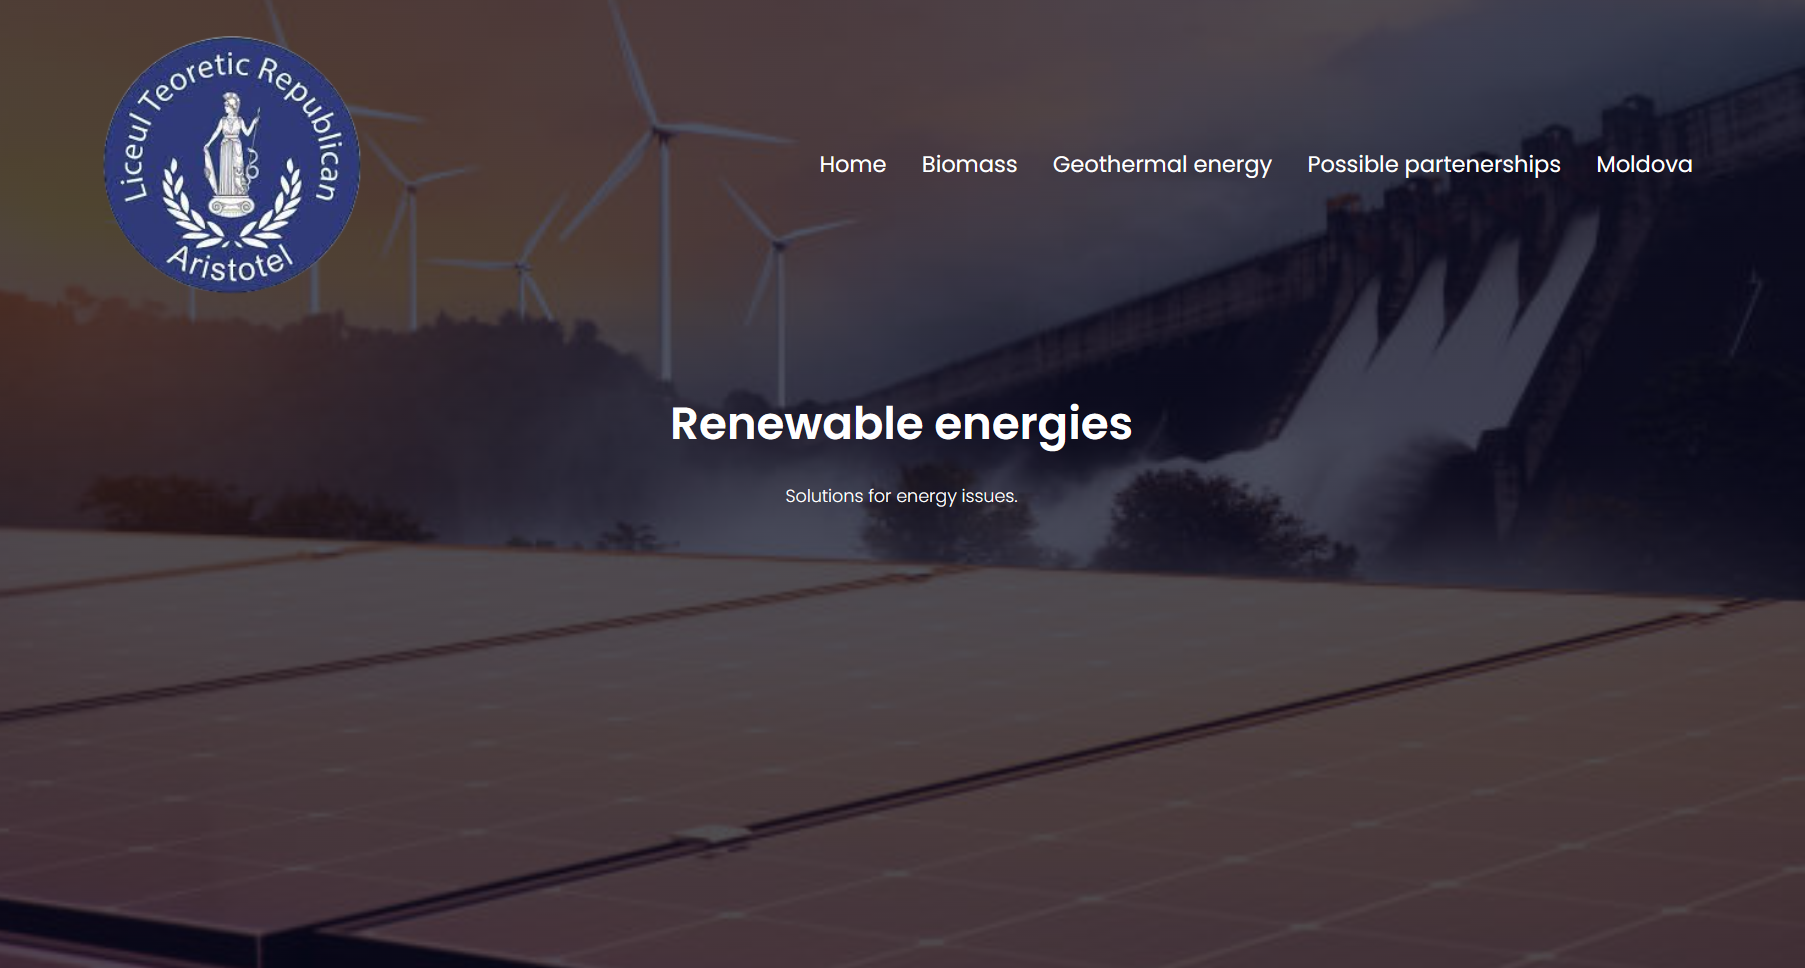 Liceul Teoretic Republican
Aristotel
Home Biomass Geothermal energy Possible partenerships Moldova
Renewable energies
Solutions for energy issues.